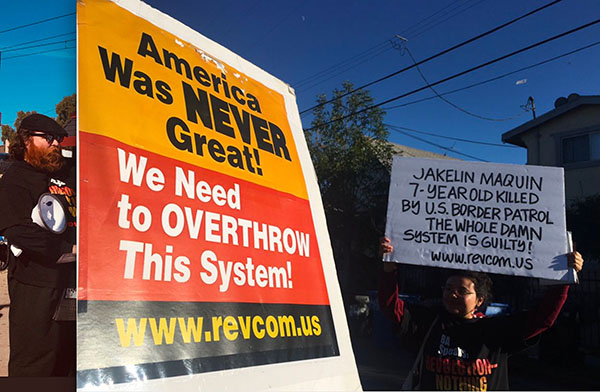 America
Was NEVER
Great!
We Need
to OVERTHROW
This System!
www.revcom.us
JAKELIN MAQUIN
7-YEAR OLD KILLED
BY U.S. BORDER PATROL
THE WHOLE DAMN
SYSTEM IS GUILTY!
www.revcom.us